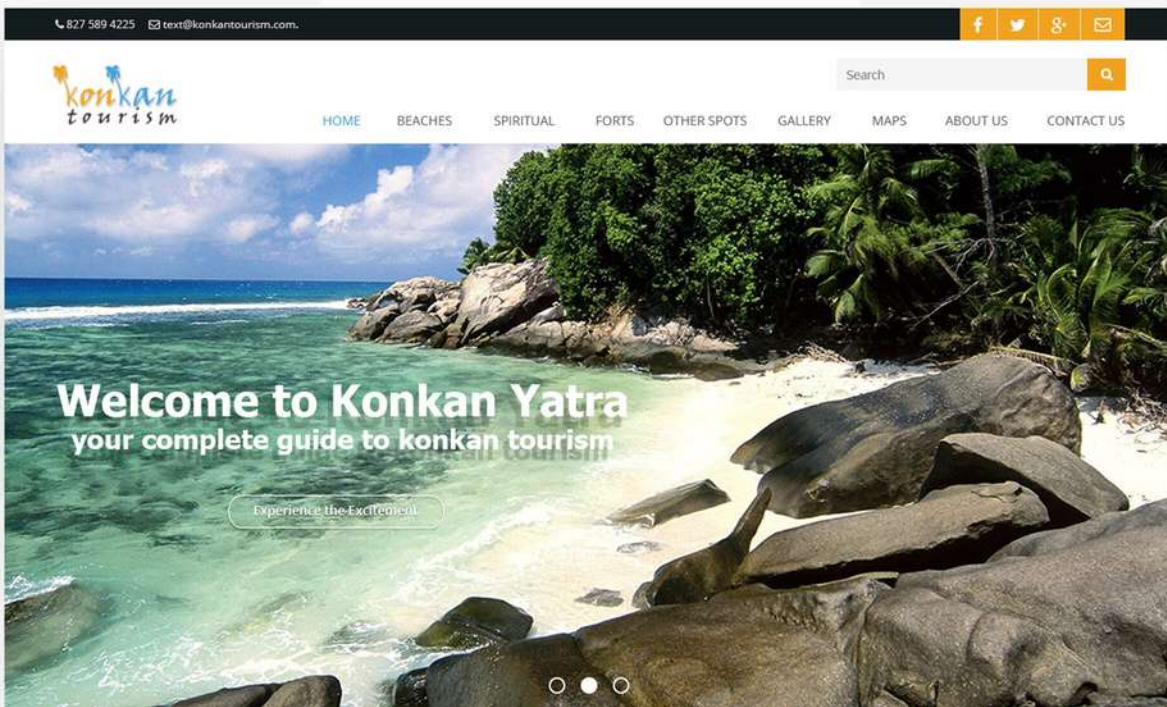 827 589 4225 text@konkantourism.com.
Search
konkan
tourism
HOME BEACHES SPIRITUAL FORTS OTHER SPOTS GALLERY MAPS ABOUT US CONTACT US
Welcome to Konkan Yatra
your complete guide to konkan tourism
Experience the Excitement